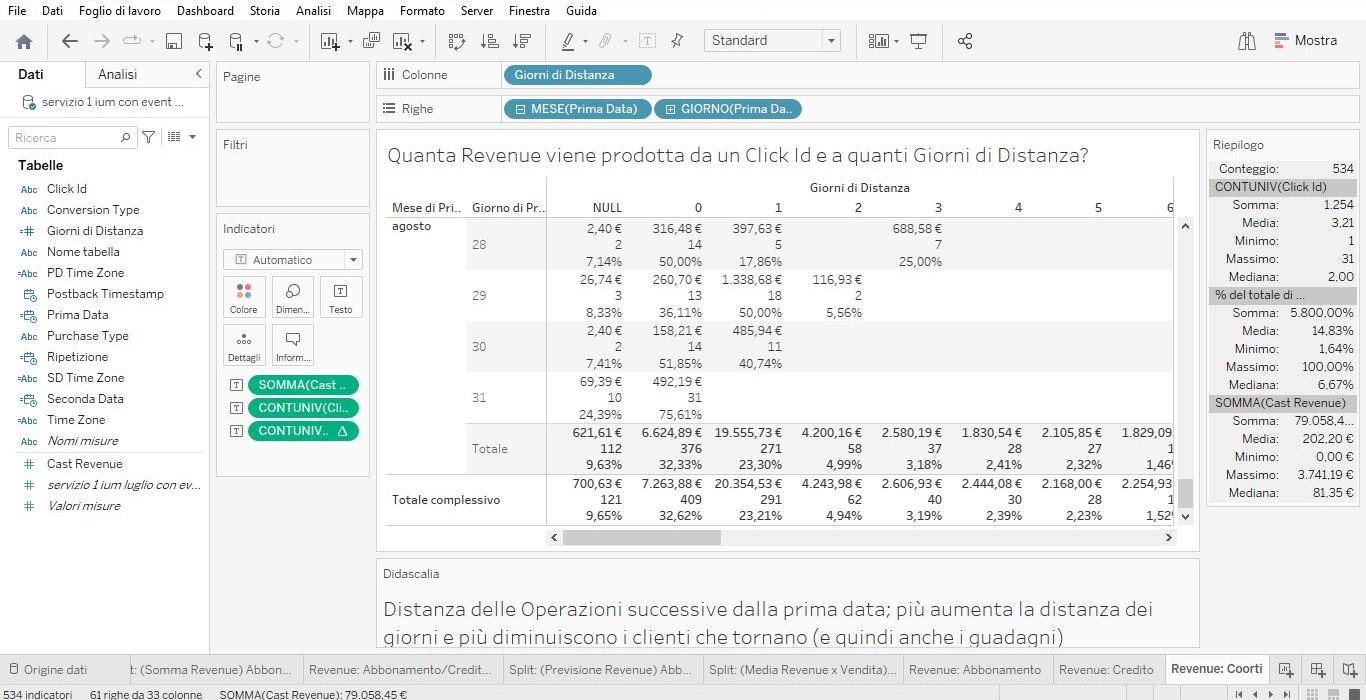 File Dati Foglio di lavoro Dashboard Storia Analisi Mappa Formato Server Finestra Guida
Standard
Mostra
Dati Analisi
servizio 1 ium con event ...
Ricerca
Tabelle
Abc Click Id
Abc Conversion Type
=# Giorni di Distanza
Abc Nome tabella
=Abc PD Time Zone
Postback Timestamp
Prima Data
Abc Purchase Type
Ripetizione
=Abc SD Time Zone
Seconda Data
=Abc Time Zone
Abc Nomi misure
# Cast Revenue
# servizio 1 ium luglio con ev...
# Valori misure
Pagine
Filtri
Indicatori
T Automatico
Colore Dimen... Testo
Dettagli Inform...
T SOMMA(Cast ..
T CONTUNIV(Cli..
T CONTUNIV.. △
Colonne Giorni di Distanza
Righe MESE(Prima Data) GIORNO(Prima Da..
Quanta Revenue viene prodotta da un Click Id e a quanti Giorni di Distanza?
Giorni di Distanza
Mese di Pri.. Giorno di Pr.. NULL 0 1 2 3 4 5 6
agosto
28
2,40 € 316,48 € 397,63 € 688,58 €
2 14 5 7
7,14% 50,00% 17,86% 25,00%
29
26,74 € 260,70 € 1.338,68 € 116,93 €
3 13 18 2
8,33% 36,11% 50,00% 5,56%
30
2,40 € 158,21 € 485,94 €
2 14 11
7,41% 51,85% 40,74%
31
69,39 € 492,19 €
10 31
24,39% 75,61%
Totale
621,61 € 6.624,89 € 19.555,73 € 4.200,16 € 2.580,19 € 1.830,54 € 2.105,85 € 1.829,09
112 376 271 58 37 28 27 1
9,63% 32,33% 23,30% 4,99% 3,18% 2,41% 2,32% 1,46
Totale complessivo
700,63 € 7.263,88 € 20.354,53 € 4.243,98 € 2.606,93 € 2.444,08 € 2.168,00 € 2.254,93
121 409 291 62 40 30 28 1
9,65% 32,62% 23,21% 4,94% 3,19% 2,39% 2,23% 1,52
Didascalia
Distanza delle Operazioni successive dalla prima data; più aumenta la distanza dei
giorni e più diminuiscono i clienti che tornano (e quindi anche i guadagni)
Riepilogo
Conteggio: 534
CONTUNIV(Click Id)
Somma: 1.254
Media: 3,21
Minimo: 1
Massimo: 31
Mediana: 2,00
% del totale di ...
Somma: 5.800,00%
Media: 14,83%
Minimo: 1,64%
Massimo: 100,00%
Mediana: 6,67%
SOMMA(Cast Revenue)
Somma: 79.058,4...
Media: 202,20 €
Minimo: 0,00 €
Massimo: 3.741,19 €
Mediana: 81,35 €
Origine dati t: (Somma Revenue) Abbon... Revenue: Abbonamento/Credit... Split: (Previsione Revenue) Abb... Split: (Media Revenue x Vendita)... Revenue: Abbonamento Revenue: Credito Revenue: Coorti
534 indicatori 61 righe da 33 colonne SOMMA(Cast Revenue): 79.058,45 €